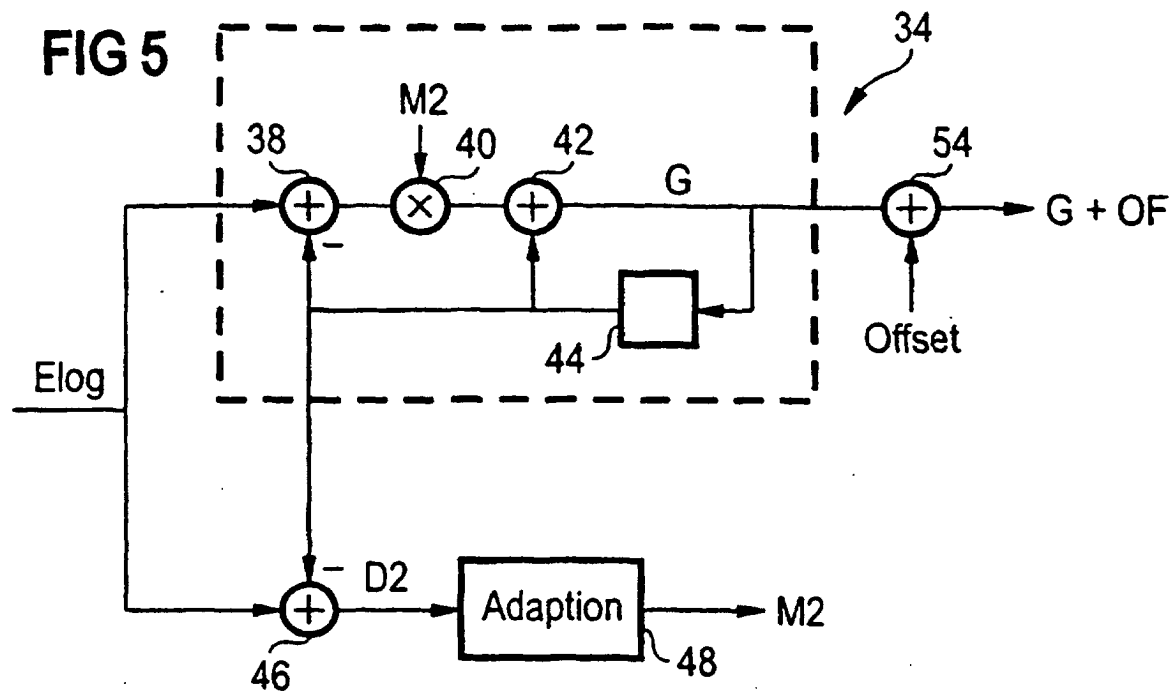 FIG 5
34
M2
38
40
42
54
+
×
+
G
+
G + OF
−
44
Offset
Elog
−
D2
+
Adaption
M2
46
48